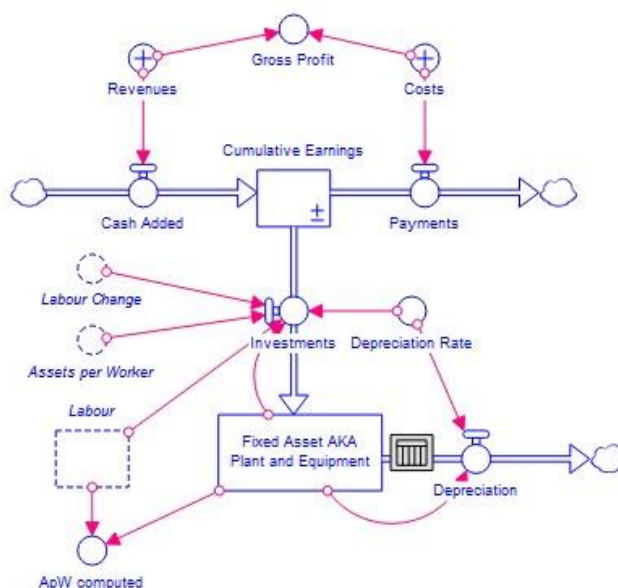 Gross Profit
Revenues
Costs
Cumulative Earnings
Cash Added
Payments
Labour Change
Investments
Depreciation Rate
Assets per Worker
Labour
Fixed Asset AKA
Plant and Equipment
Depreciation
ApW computed